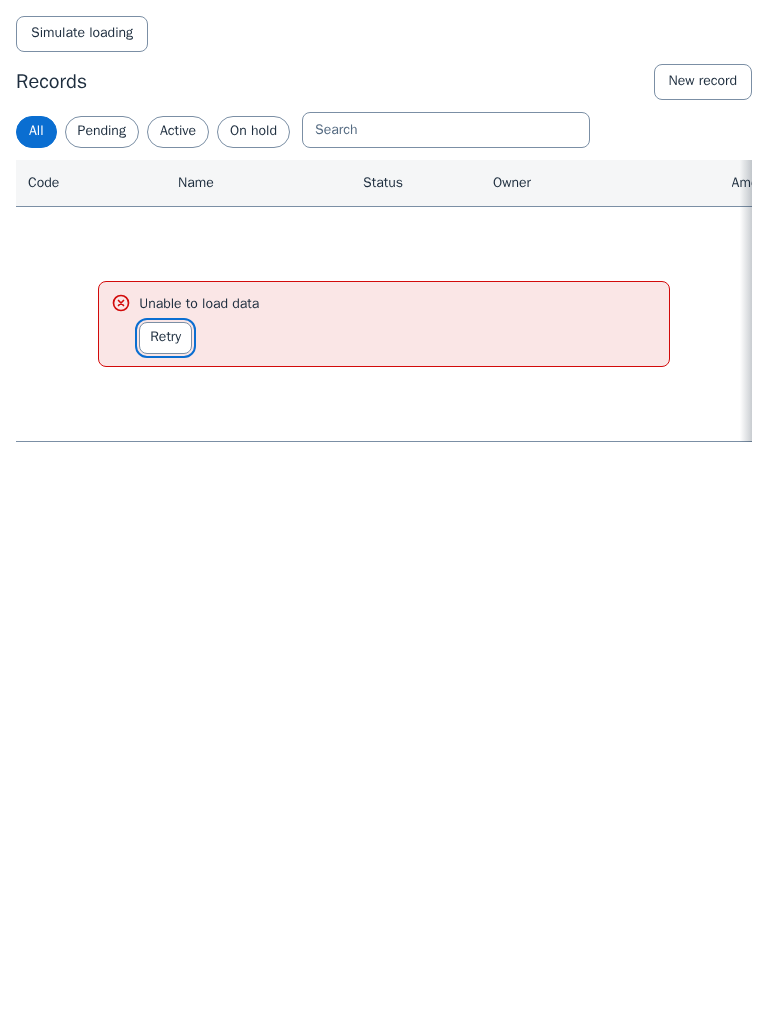 Simulate loading
Records
New record
All
Pending
Active
On hold
Search
Code Name Status Owner
Unable to load data
Retry